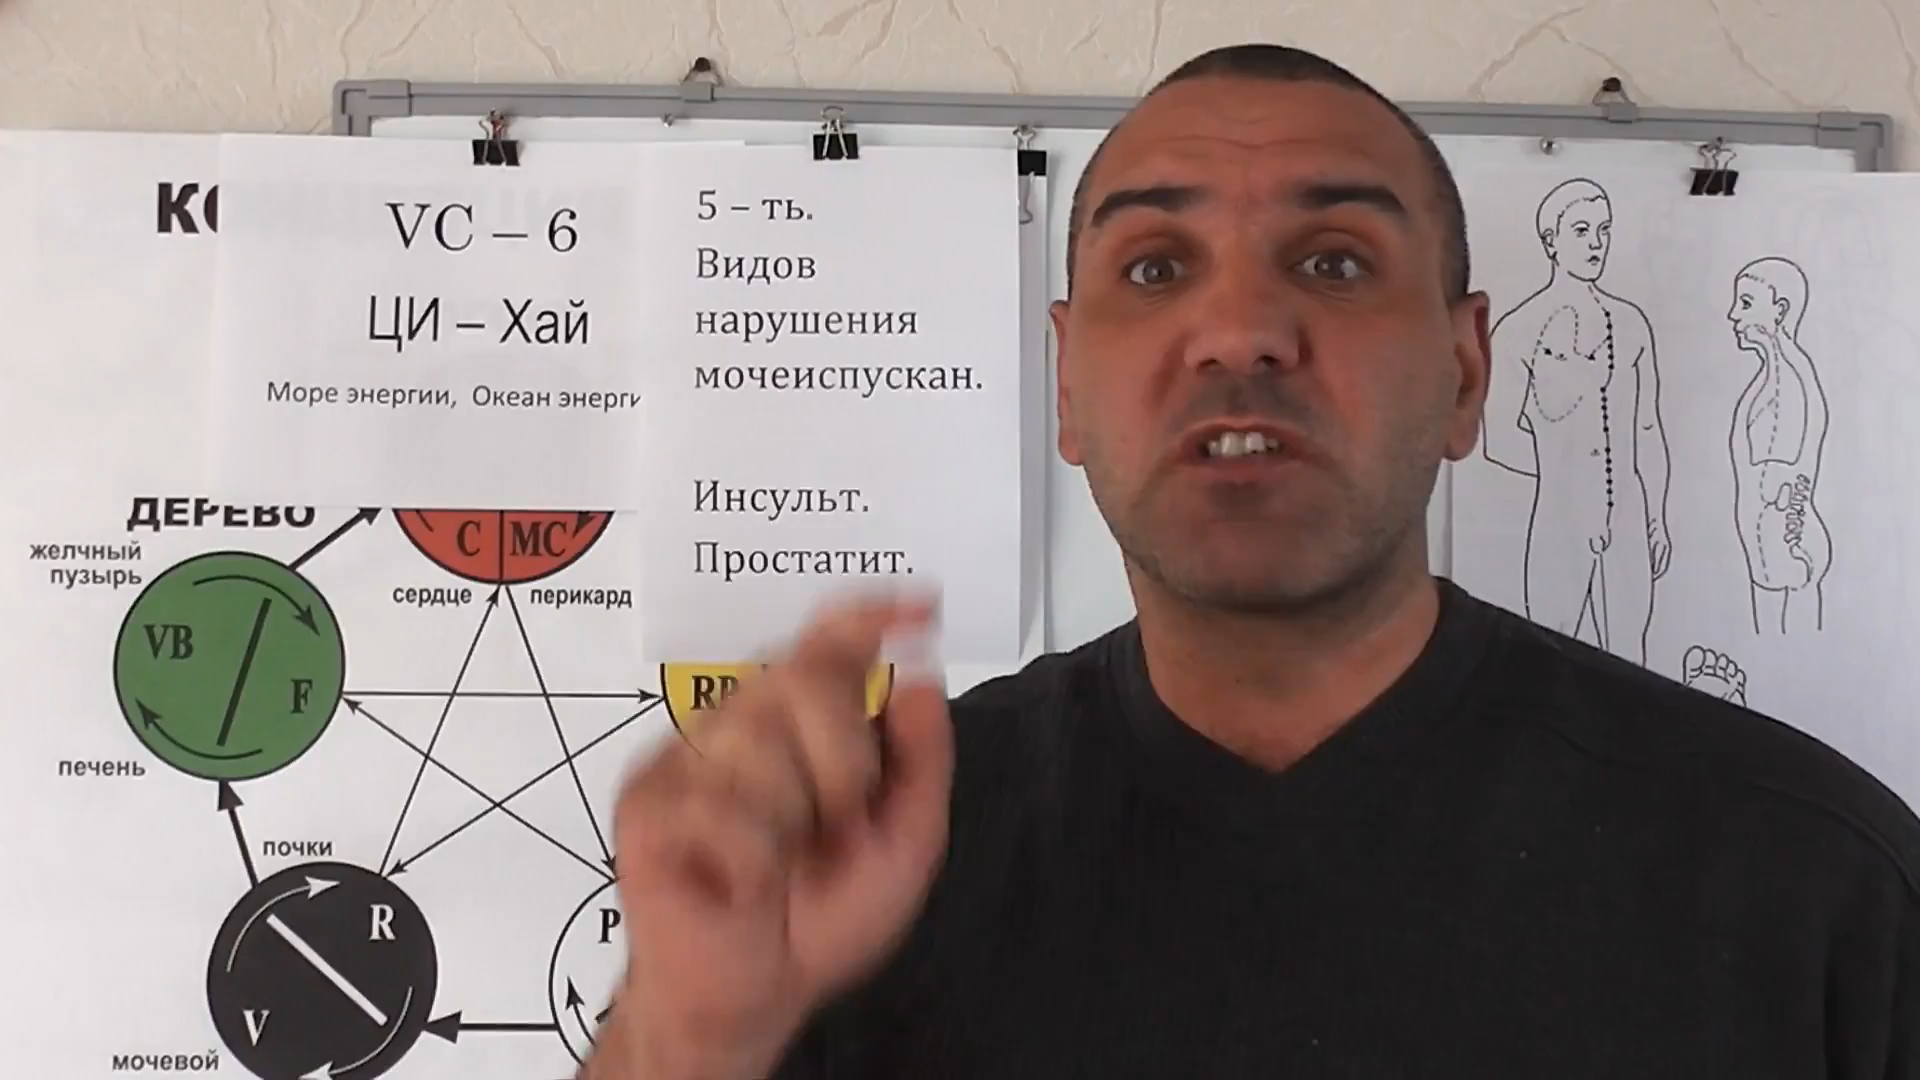 VC – 6
ЦИ – Хай
Море энергии, Океан энерги
5 – ть.
Видов
нарушения
мочеиспускан.
Инсульт.
Простатит.
ДЕРЕВО
желчный
пузырь
VB
F
печень
C
MC
сердце
перикард
RP
почки
R
V
мочевой
P